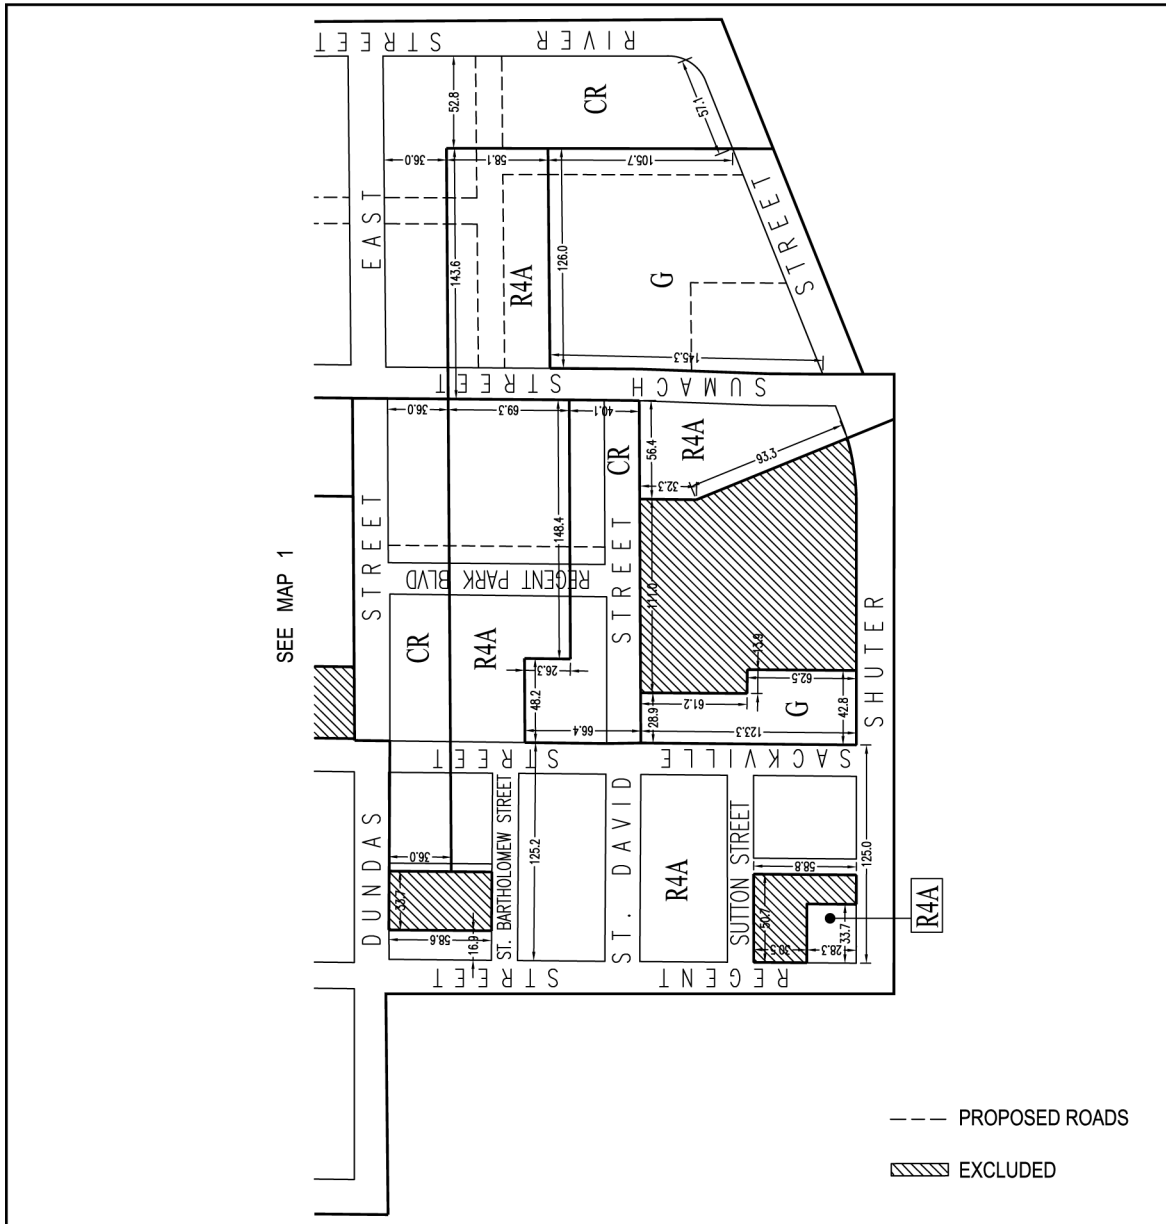 RIVER STREET
CR
52.8
57.1
36.0
58.1
105.7
EAST
143.6
R4A
126.0
G
STREET
145.3
SUMACH STREET
36.0
69.3
40.1
CR
R4A
56.4
93.3
32.3
148.4
SEE MAP 1
STREET
REGENT PARK BLVD
STREET
111.0
SHUTER
CR
R4A
26.3
48.2
13.9
62.5
61.2
G
42.8
28.9
66.4
123.3
SACKVILLE STREET
DUNDAS
36.0
33.7
58.6
16.9
ST. BARTHOLOMEW STREET
125.2
ST. DAVID
R4A
SUTTON STREET
58.8
50.7
30.5
28.3
33.7
125.0
R4A
REGENT STREET
PROPOSED ROADS
EXCLUDED